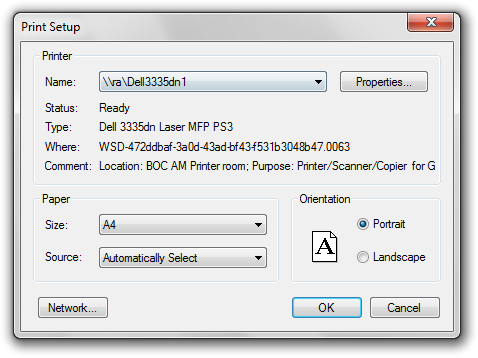 Print Setup
Printer
Name: \\ra\Dell3335dn1 Properties...
Status: Ready
Type: Dell 3335dn Laser MFP PS3
Where: WSD-472ddbaf-3a0d-43ad-bf43-f531b3048b47.0063
Comment: Location: BOC AM Printer room; Purpose: Printer/Scanner/Copier for G
Paper
Size: A4
Source: Automatically Select
Orientation
A
Portrait
Landscape
Network... OK Cancel